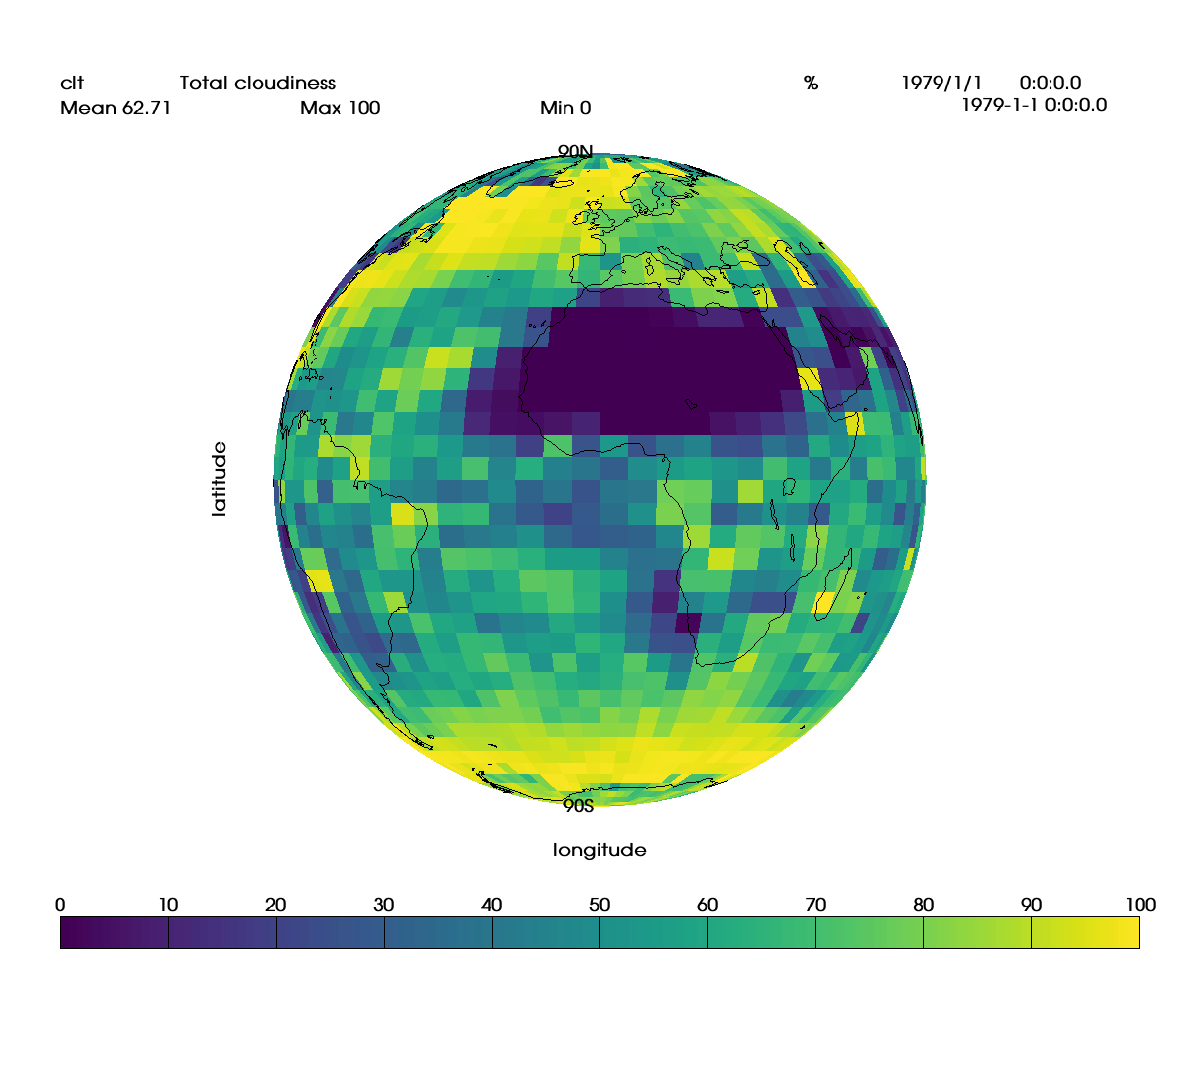 clt Total cloudiness % 1979/1/1 0:0:0.0
Mean 62.71 Max 100 Min 0 1979-1-1 0:0:0.0
90N
latitude
90S
longitude
0 10 20 30 40 50 60 70 80 90 100